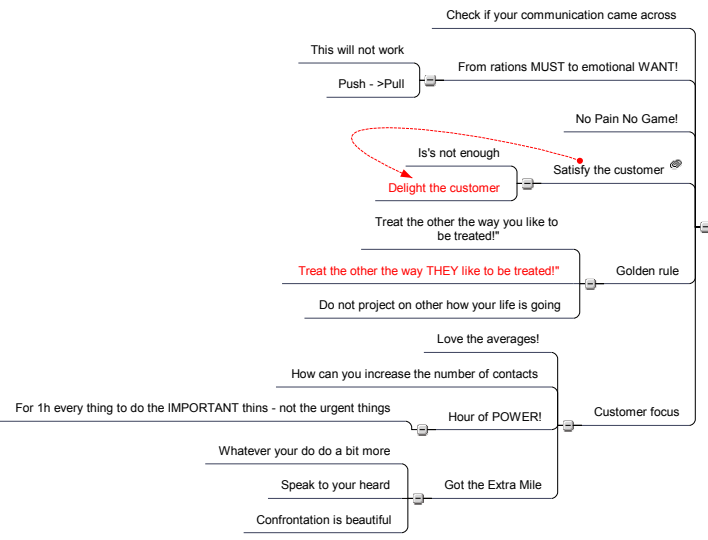 Check if your communication came across
This will not work
From rations MUST to emotional WANT!
Push - >Pull
No Pain No Game!
Is's not enough
Satisfy the customer
Delight the customer
Treat the other the way you like to
be treated!"
Treat the other the way THEY like to be treated!"
Golden rule
Do not project on other how your life is going
Love the averages!
How can you increase the number of contacts
For 1h every thing to do the IMPORTANT thins - not the urgent things
Hour of POWER!
Customer focus
Whatever your do do a bit more
Speak to your heard
Got the Extra Mile
Confrontation is beautiful